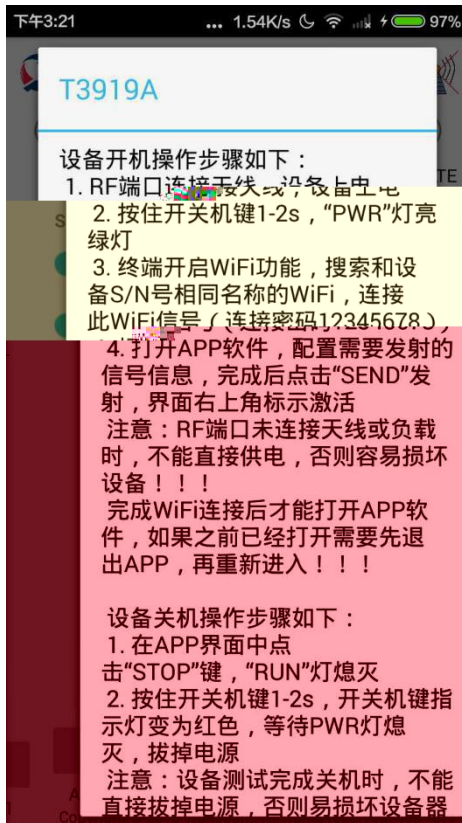 下午3:21 ... 1.54K/s 97%
T3919A
TE
设备开机操作步骤如下：
1. RF端口连接天线，设备上电
S
2. 按住开关机键1-2s，“PWR”灯亮
绿灯
3. 终端开启WiFi功能，搜索和设
备S/N号相同名称的WiFi，连接
此WiFi信号（连接密码12345678）
4. 打开APP软件，配置需要发射的
信号信息，完成后点击“SEND”发
射，界面右上角标示激活
注意：RF端口未连接天线或负载
时，不能直接供电，否则容易损坏
设备！！！
完成WiFi连接后才能打开APP软
件，如果之前已经打开需要先退
出APP，再重新进入！！！
设备关机操作步骤如下：
1. 在APP界面中点
击“STOP”键，“RUN”灯熄灭
2. 按住开关机键1-2s，开关机键指
示灯变为红色，等待PWR灯熄
灭，拔掉电源
注意：设备测试完成关机时，不能
直接拔掉电源，否则易损坏设备器